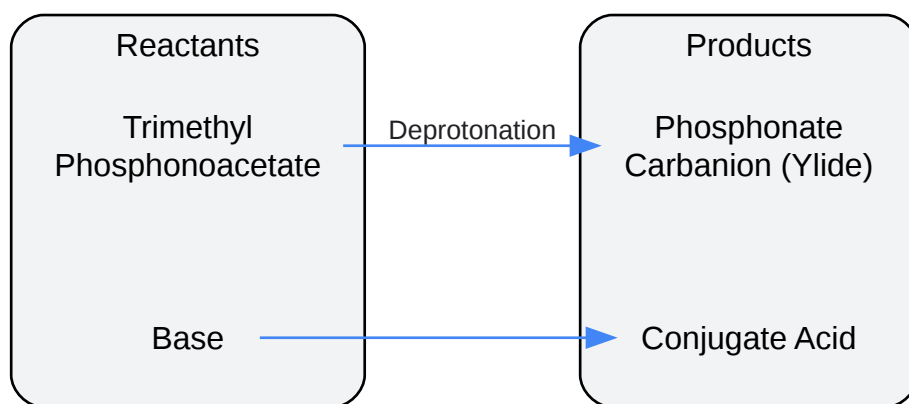 Reactants
Products
Trimethyl
Phosphonoacetate
Deprotonation
Phosphonate
Carbanion (Ylide)
Base
Conjugate Acid